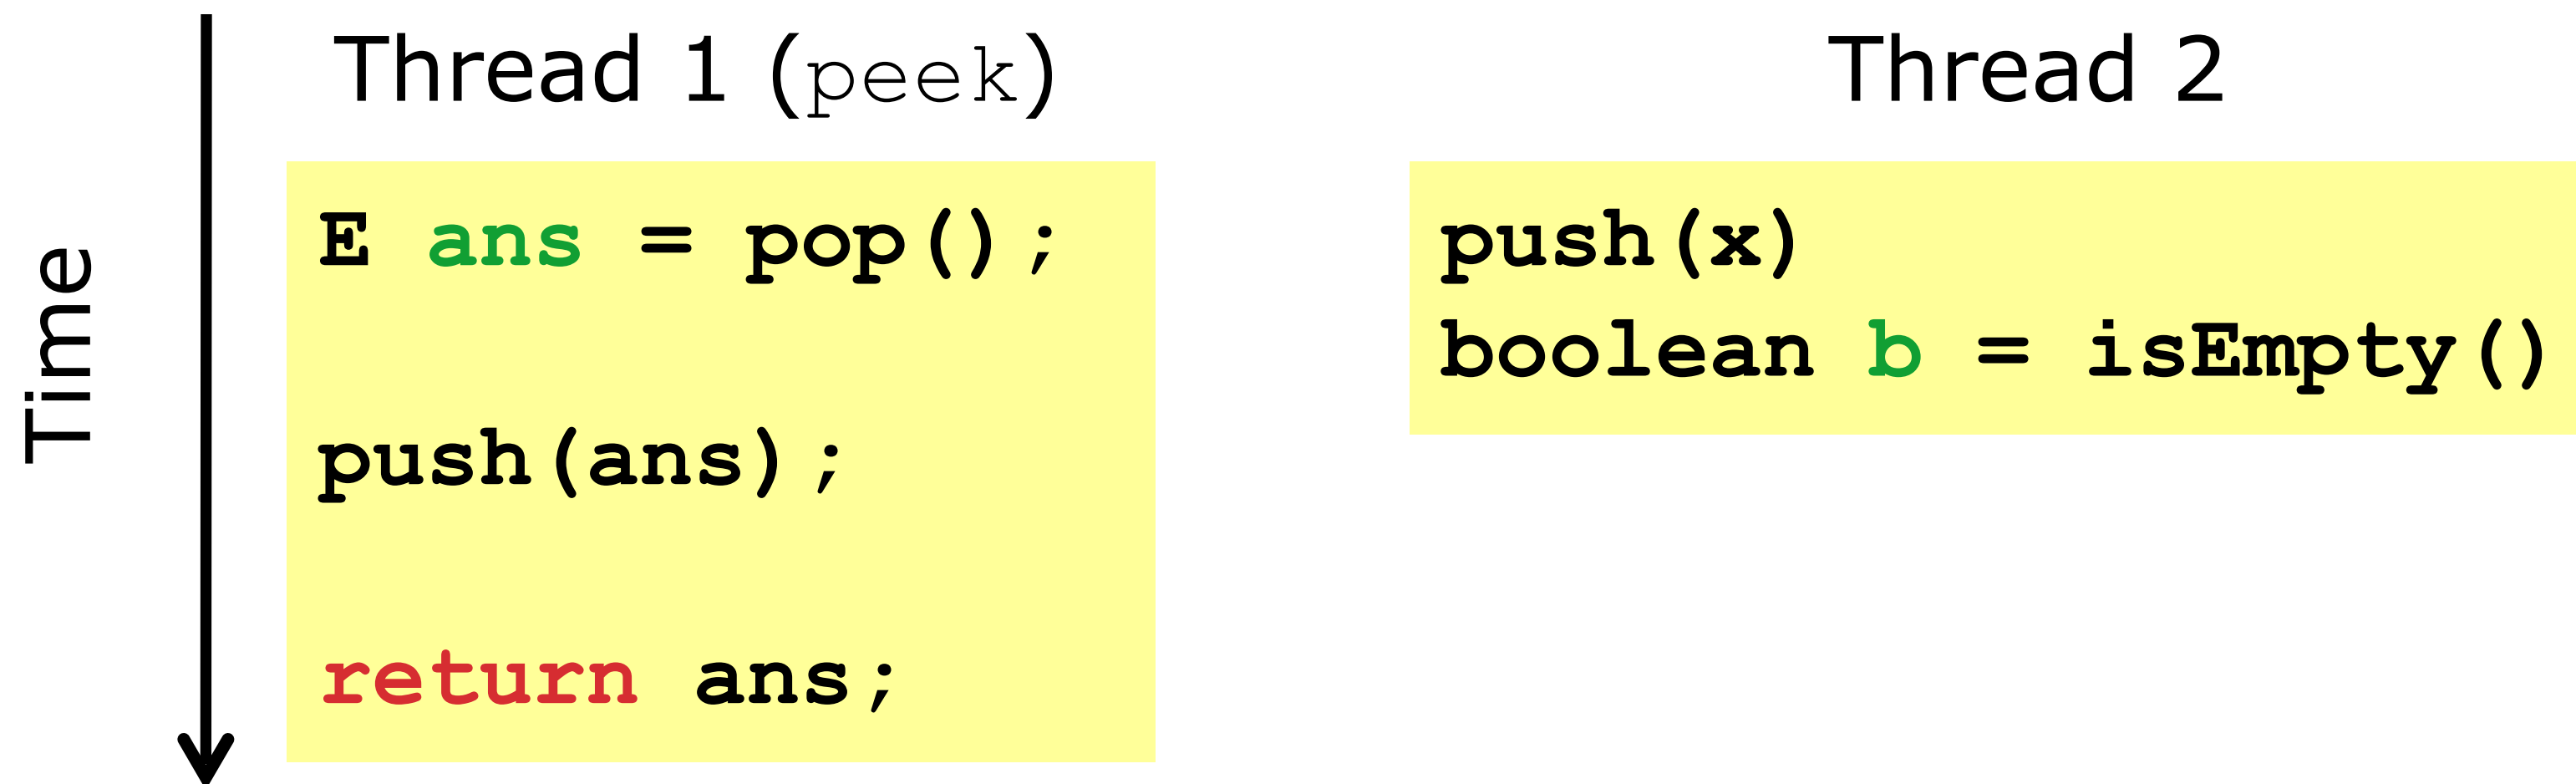 Time
Thread 1 (peek)
E ans = pop();
push(ans);
return ans;
Thread 2
push(x)
boolean b = isEmpty()